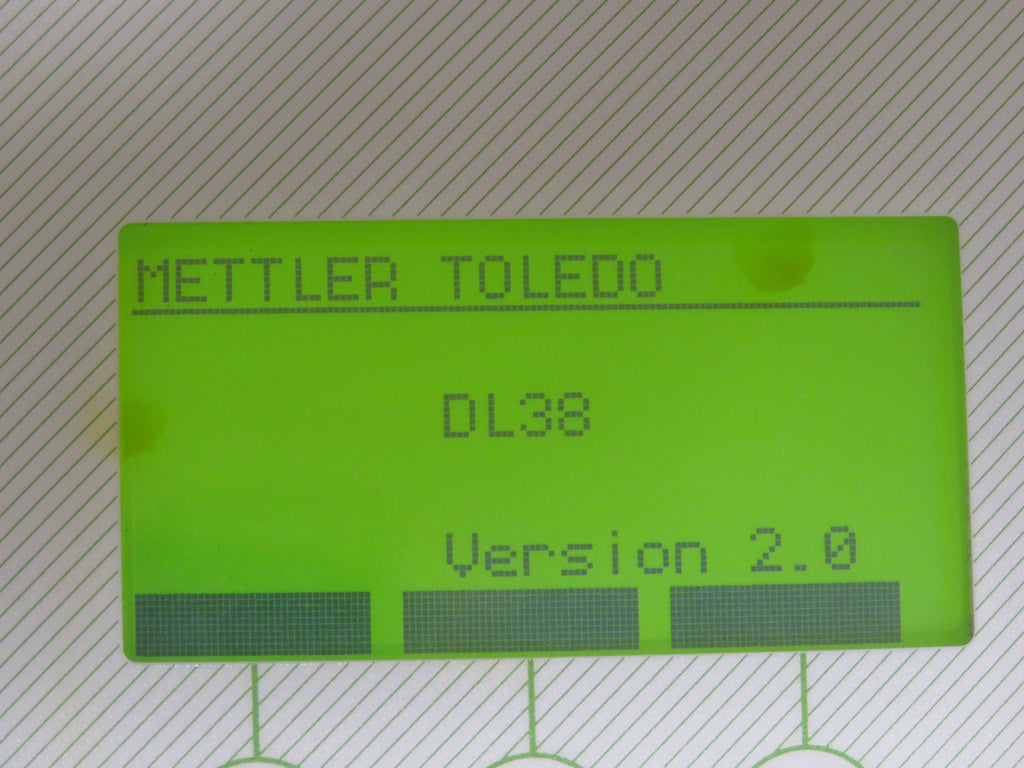 METTLER TOLEDO
DL38
Version 2.0